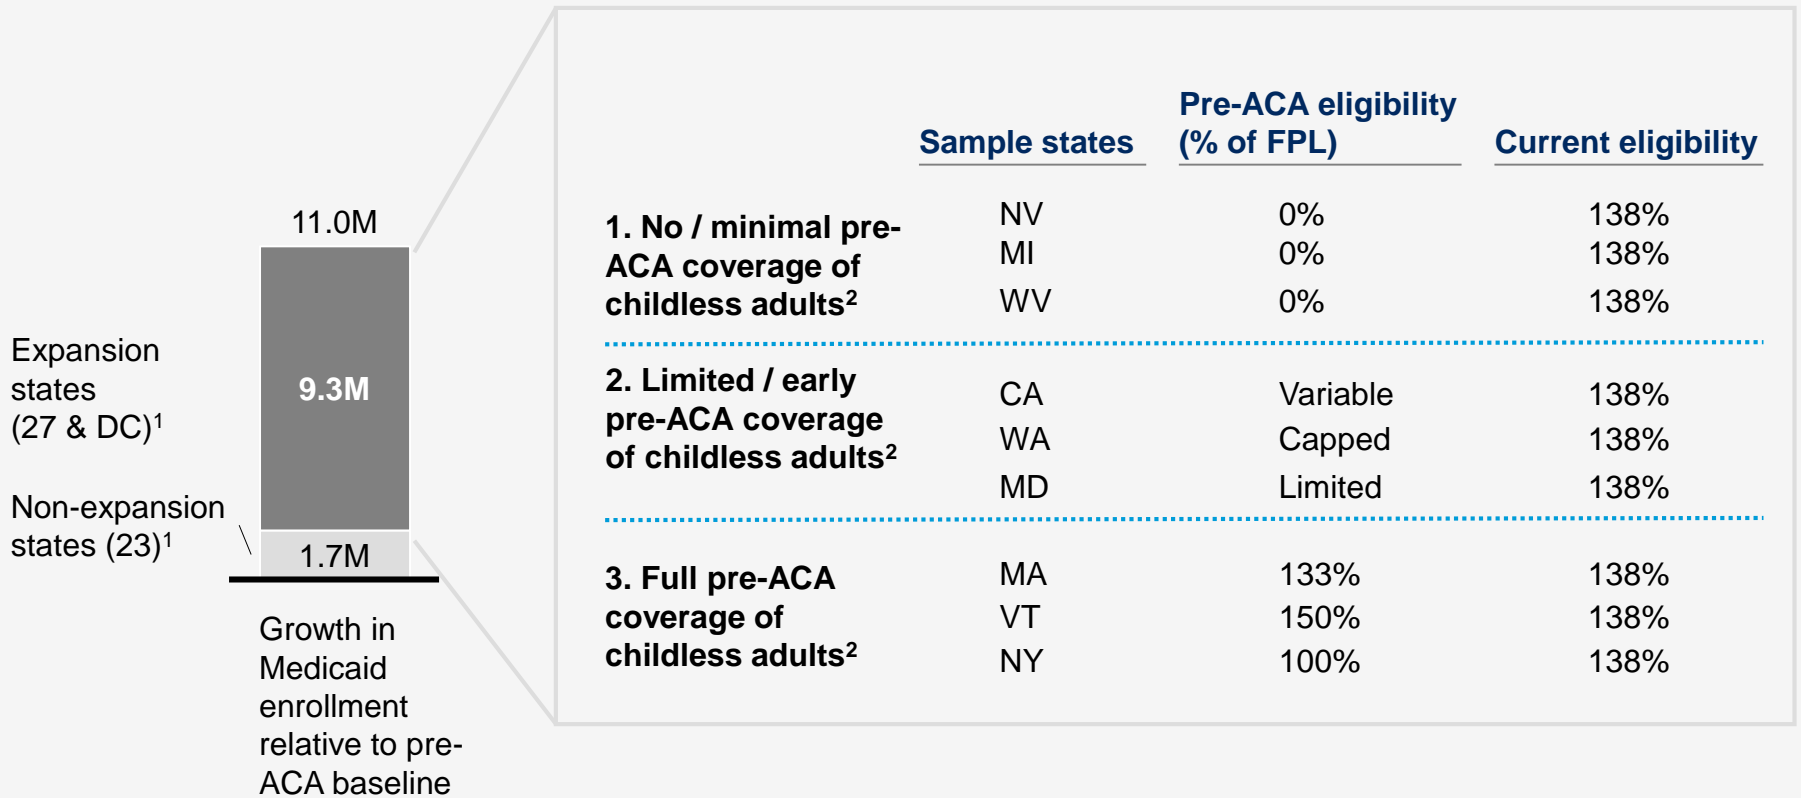 11.0M
Expansion
states
(27 & DC)¹
9.3M
Non-expansion
states (23)¹
1.7M
Growth in
Medicaid
enrollment
relative to pre-
ACA baseline
Sample states
Pre-ACA eligibility
(% of FPL)
Current eligibility
1. No / minimal pre-
ACA coverage of
childless adults²
NV 0% 138%
MI 0% 138%
WV 0% 138%
2. Limited / early
pre-ACA coverage
of childless adults²
CA Variable 138%
WA Capped 138%
MD Limited 138%
3. Full pre-ACA
coverage of
childless adults²
MA 133% 138%
VT 150% 138%
NY 100% 138%